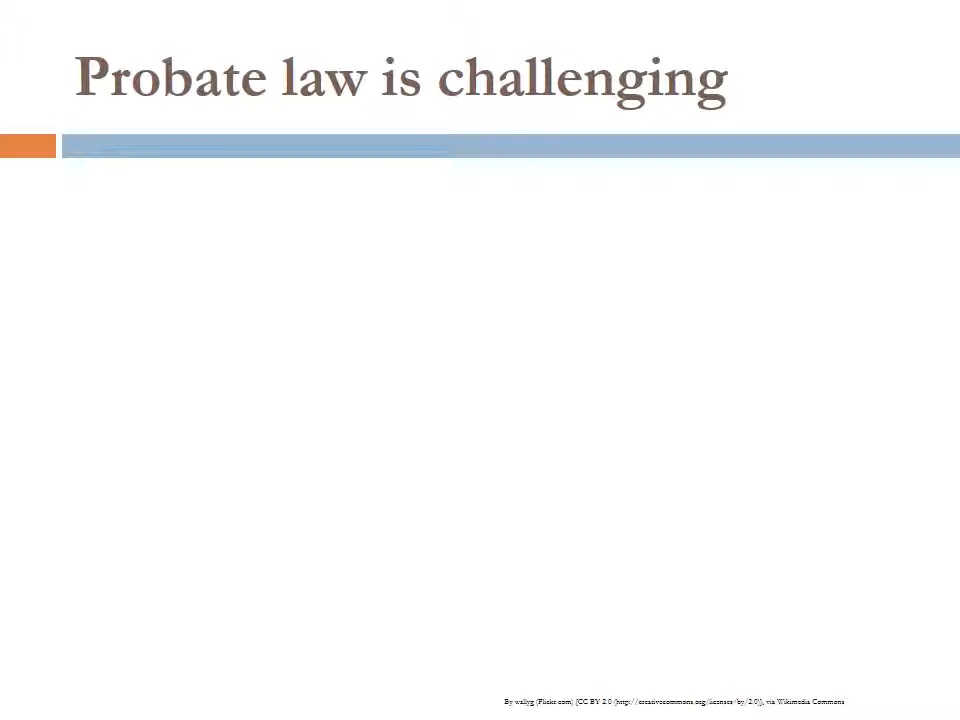 Probate law is challenging
By wallyg (Flickr.com) [CC BY 2.0 (http://creativecommons.org/licenses/by/2.0)], via Wikimedia Commons